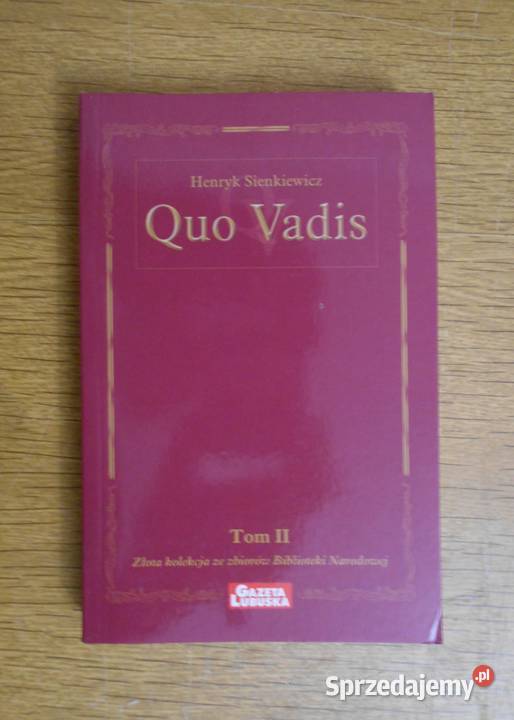 Henryk Sienkiewicz
Quo Vadis
Tom II
Złota kolekcja ze zbiorów Biblioteki Narodowej
GAZETA
LUBUSKA
Sprzedajemy.pl